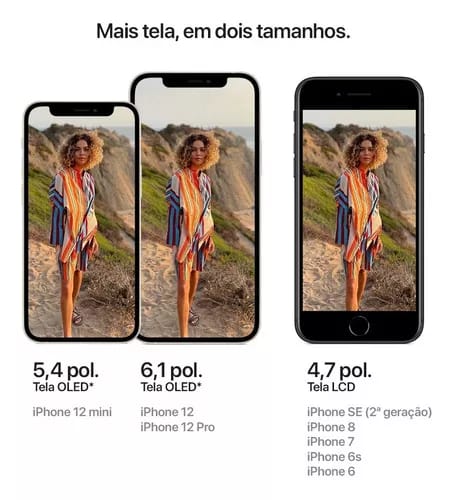 Mais tela, em dois tamanhos.
5,4 pol.
Tela OLED*
iPhone 12 mini
6,1 pol.
Tela OLED*
iPhone 12
iPhone 12 Pro
4,7 pol.
Tela LCD
iPhone SE (2ª geração)
iPhone 8
iPhone 7
iPhone 6s
iPhone 6